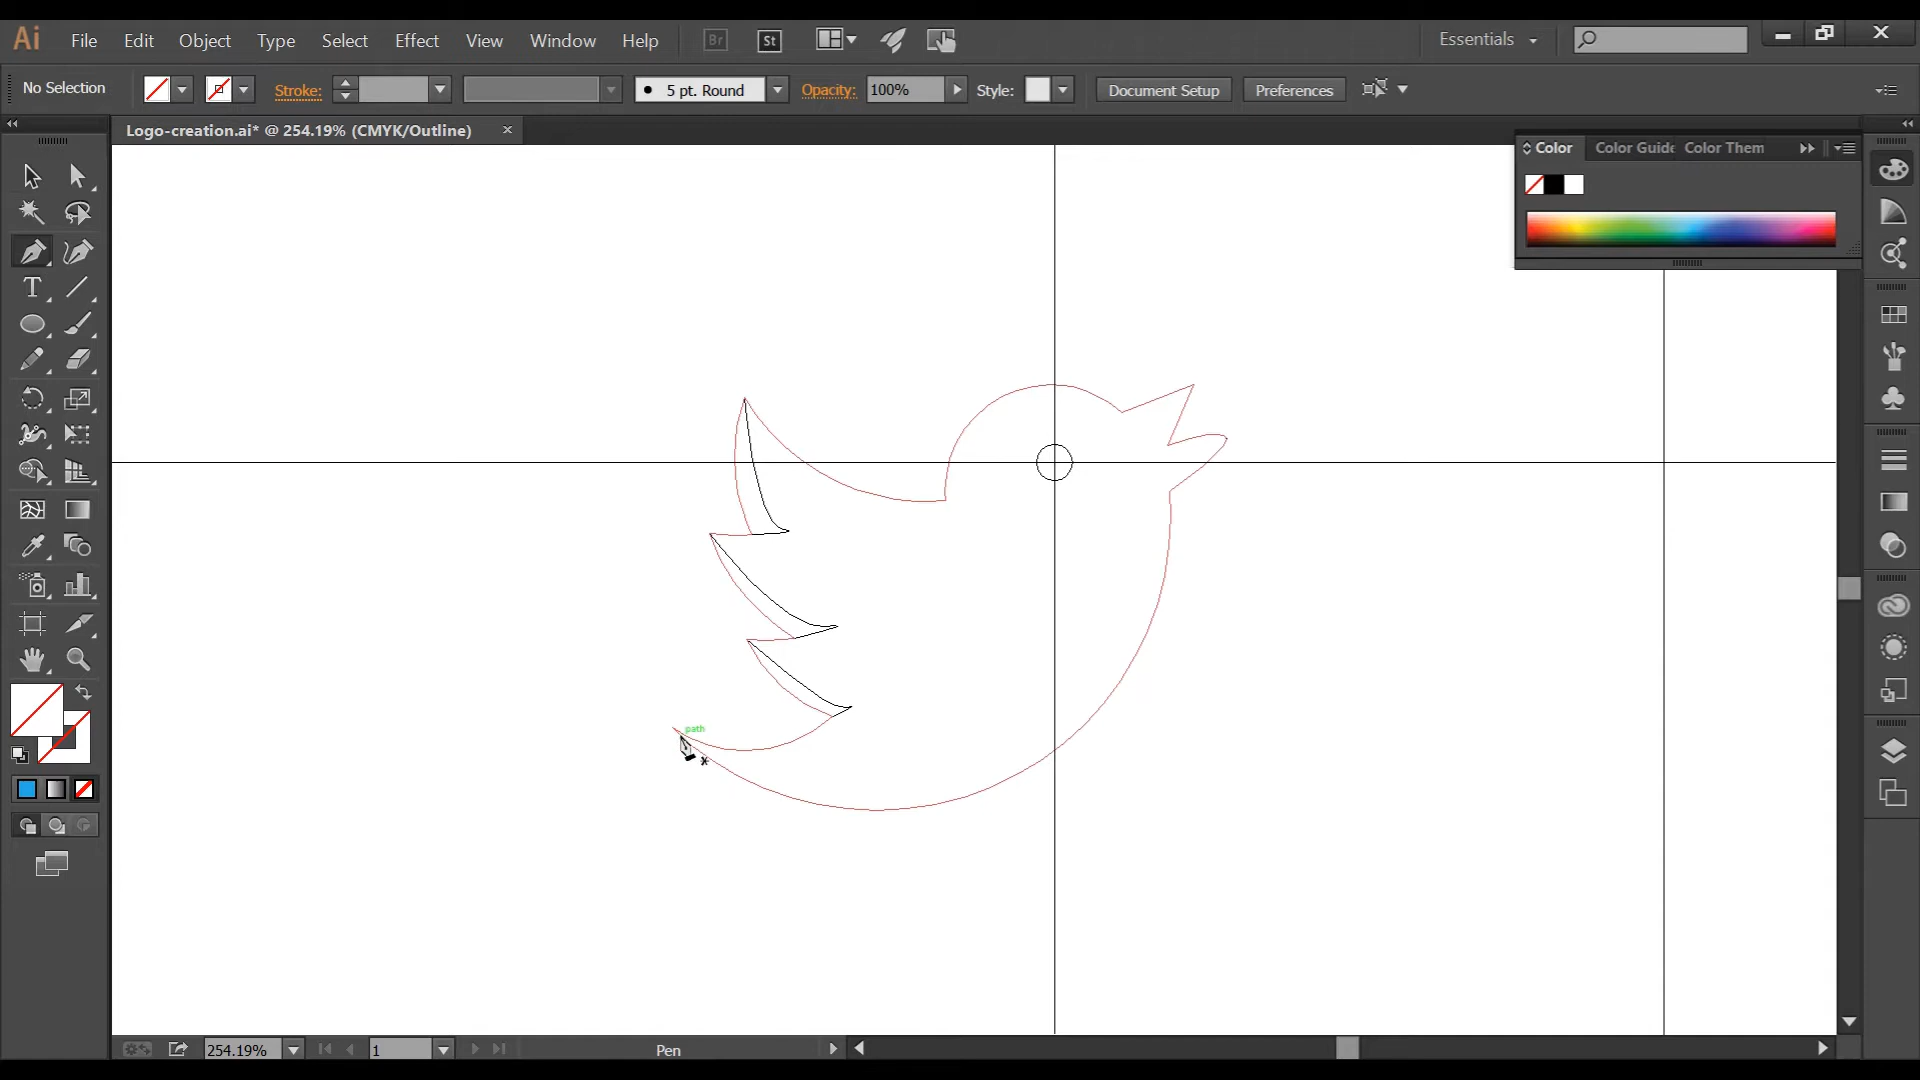 Ai File Edit Object Type Select Effect View Window Help Br St Essentials
No Selection Stroke: 5 pt. Round Opacity: 100% Style: Document Setup Preferences
Logo-creation.ai* @ 254.19% (CMYK/Outline)
Color Color Guide Color Them
T
path
254.19% 1 Pen